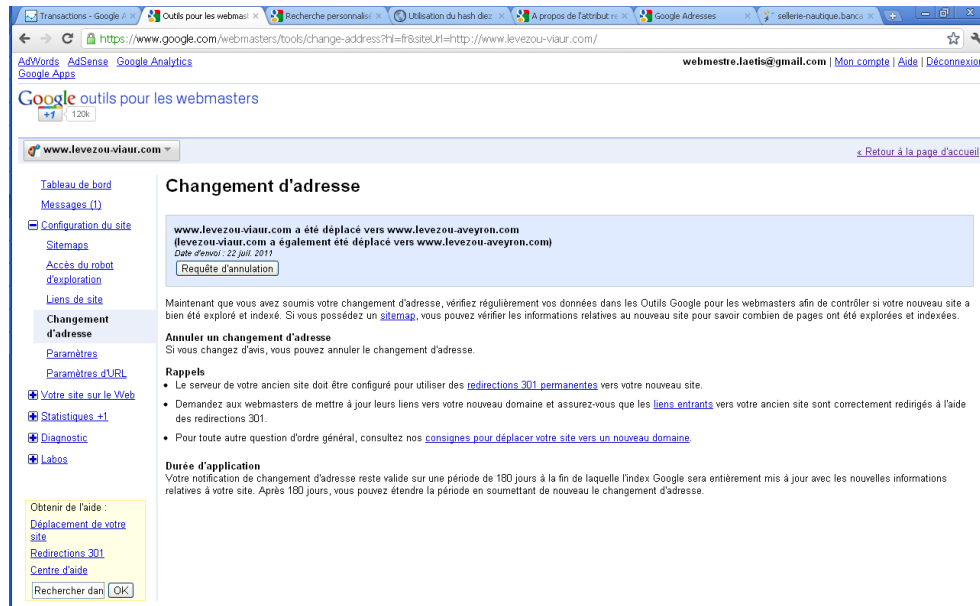 Transactions - Google A
Outils pour les webmast
Recherche personnalisé
Utilisation du hash diez
A propos de l'attribut re
Google Adresses
sellerie-nautique.banca
https://www.google.com/webmasters/tools/change-address?hl=fr&siteUrl=http://www.levezou-viaur.com/
AdWords AdSense Google Analytics
Google Apps
webmestre.laetis@gmail.com | Mon compte | Aide | Déconnexion
Google outils pour les webmasters
+1 120k
www.levezou-viaur.com
« Retour à la page d'accueil
Tableau de bord
Messages (1)
Configuration du site
Sitemaps
Accès du robot
d'exploration
Liens de site
Changement
d'adresse
Paramètres
Paramètres d'URL
Votre site sur le Web
Statistiques +1
Diagnostic
Labos
Obtenir de l'aide :
Déplacement de votre
site
Redirections 301
Centre d'aide
Rechercher dan OK
Changement d'adresse
www.levezou-viaur.com a été déplacé vers www.levezou-aveyron.com
(levezou-viaur.com a également été déplacé vers www.levezou-aveyron.com)
Date d'envoi : 22 juil. 2011
Requête d'annulation
Maintenant que vous avez soumis votre changement d'adresse, vérifiez régulièrement vos données dans les Outils Google pour les webmasters afin de contrôler si votre nouveau site a
bien été exploré et indexé. Si vous possédez un sitemap, vous pouvez vérifier les informations relatives au nouveau site pour savoir combien de pages ont été explorées et indexées.
Annuler un changement d'adresse
Si vous changez d'avis, vous pouvez annuler le changement d'adresse.
Rappels
• Le serveur de votre ancien site doit être configuré pour utiliser des redirections 301 permanentes vers votre nouveau site.
• Demandez aux webmasters de mettre à jour leurs liens vers votre nouveau domaine et assurez-vous que les liens entrants vers votre ancien site sont correctement redirigés à l'aide
des redirections 301.
• Pour toute autre question d'ordre général, consultez nos consignes pour déplacer votre site vers un nouveau domaine.
Durée d'application
Votre notification de changement d'adresse reste valide sur une période de 180 jours à la fin de laquelle l'index Google sera entièrement mis à jour avec les nouvelles informations
relatives à votre site. Après 180 jours, vous pouvez étendre la période en soumettant de nouveau le changement d'adresse.